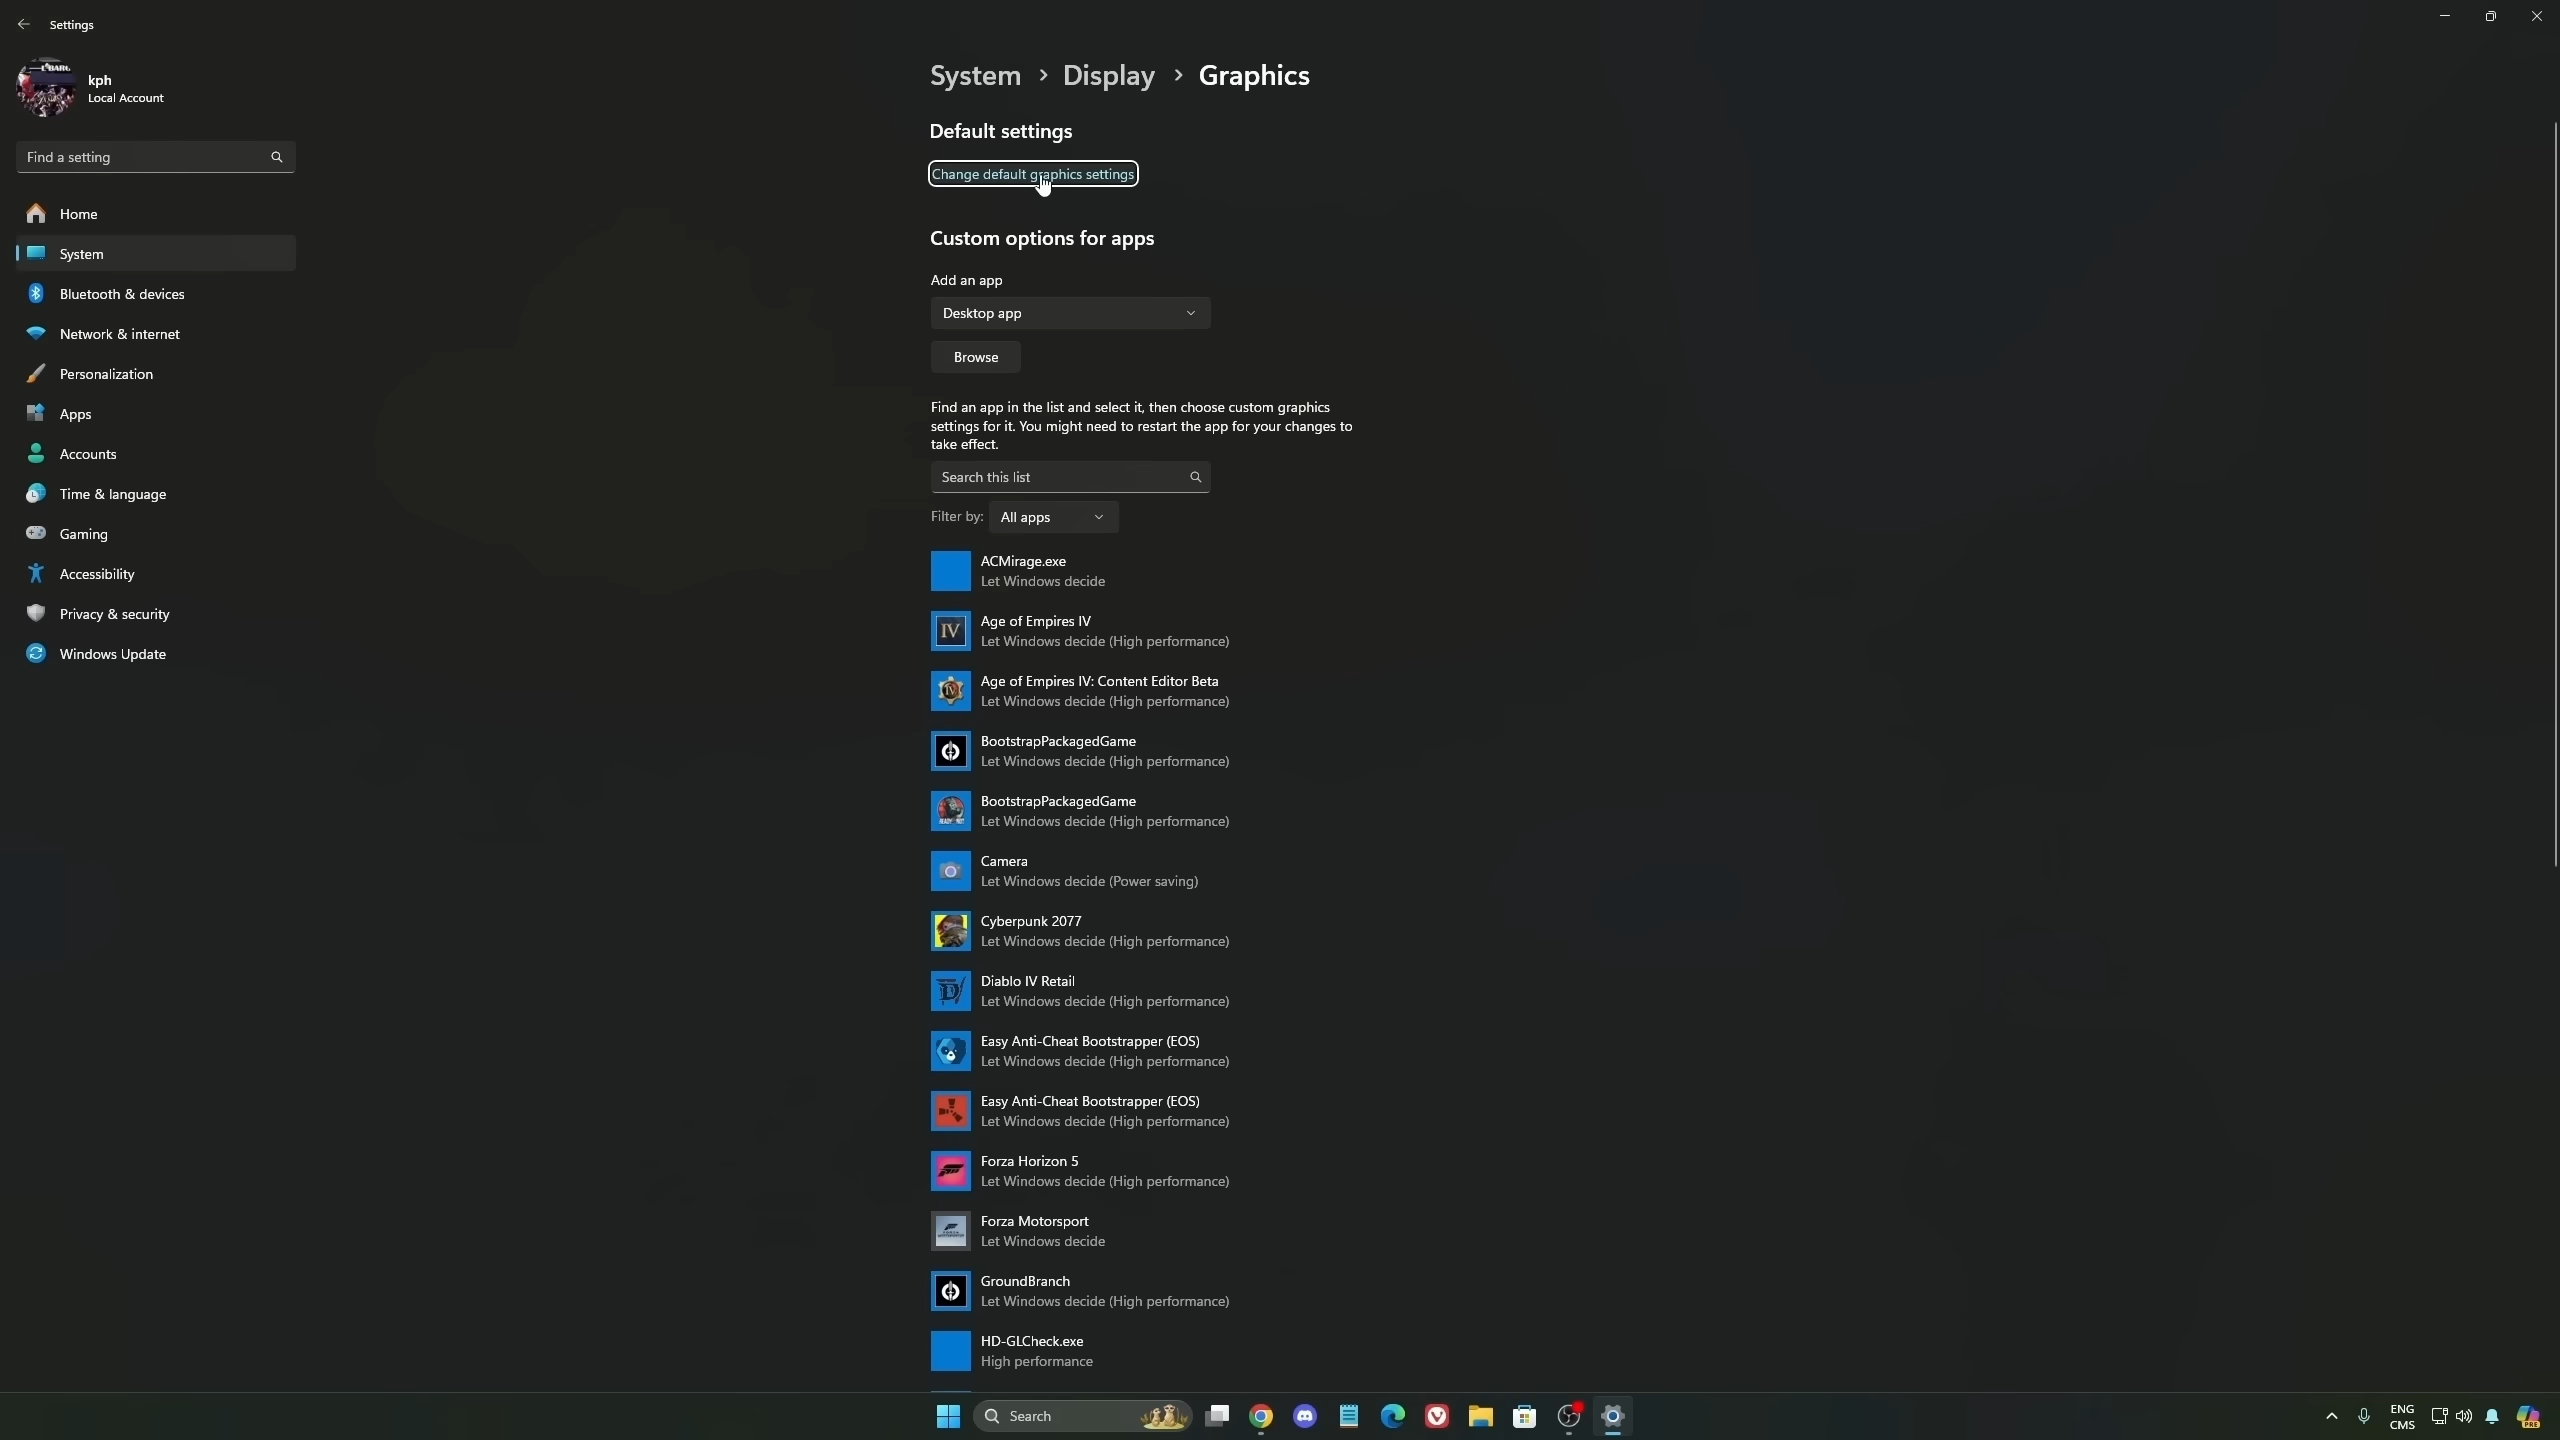 Settings
kph
Local Account
Find a setting
Home
System
Bluetooth & devices
Network & internet
Personalization
Apps
Accounts
Time & language
Gaming
Accessibility
Privacy & security
Windows Update
System > Display > Graphics
Default settings
Change default graphics settings
Custom options for apps
Add an app
Desktop app
Browse
Find an app in the list and select it, then choose custom graphics
settings for it. You might need to restart the app for your changes to
take effect.
Search this list
Filter by: All apps
ACMirage.exe
Let Windows decide
Age of Empires IV
Let Windows decide (High performance)
Age of Empires IV: Content Editor Beta
Let Windows decide (High performance)
BootstrapPackagedGame
Let Windows decide (High performance)
BootstrapPackagedGame
Let Windows decide (High performance)
Camera
Let Windows decide (Power saving)
Cyberpunk 2077
Let Windows decide (High performance)
Diablo IV Retail
Let Windows decide (High performance)
Easy Anti-Cheat Bootstrapper (EOS)
Let Windows decide (High performance)
Easy Anti-Cheat Bootstrapper (EOS)
Let Windows decide (High performance)
Forza Horizon 5
Let Windows decide (High performance)
Forza Motorsport
Let Windows decide
GroundBranch
Let Windows decide (High performance)
HD-GLCheck.exe
High performance
Search
ENG
CMS
PRE